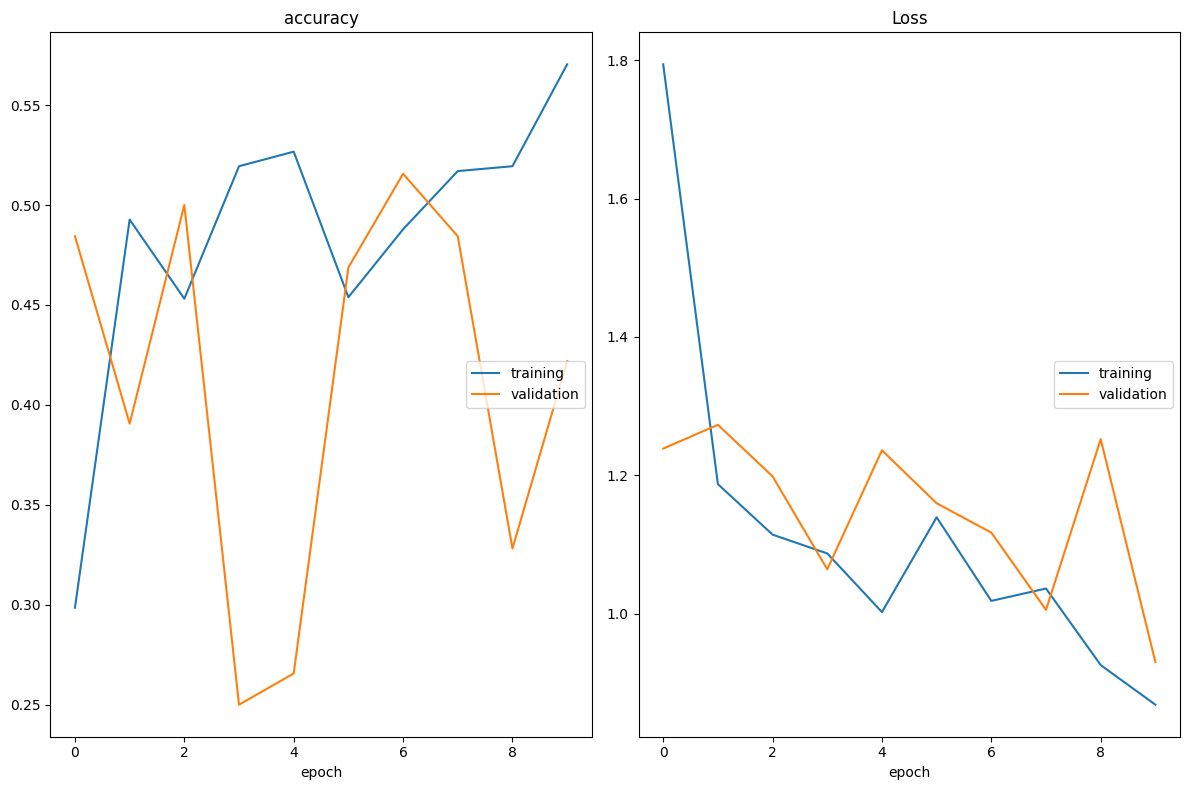 accuracy
0.55
0.50
0.45
0.40
0.35
0.30
0.25
training
validation
0 2 4 6 8
epoch
Loss
1.8
1.6
1.4
1.2
1.0
training
validation
0 2 4 6 8
epoch